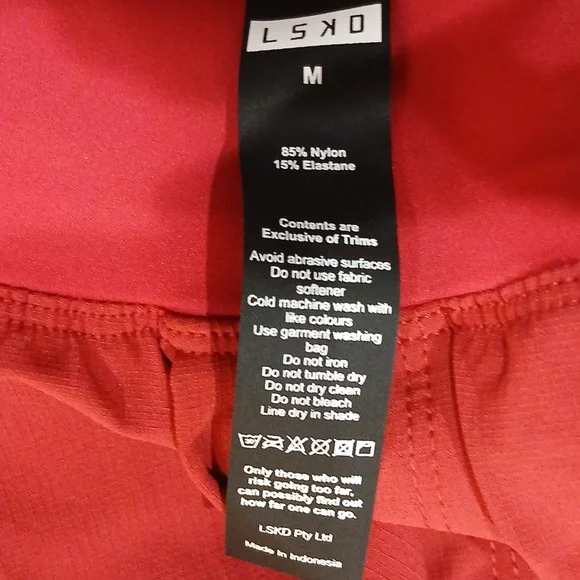 LSKD
M
85% Nylon
15% Elastane
Contents are
Exclusive of Trims
Avoid abrasive surfaces
Do not use fabric
softener
Cold machine wash with
like colours
Use garment washing
bag
Do not iron
Do not tumble dry
Do not dry clean
Do not bleach
Line dry in shade
30
Only those who will
risk going too far,
can possibly find out
how far one can go.
LSKD Pty Ltd
Made in Indonesia